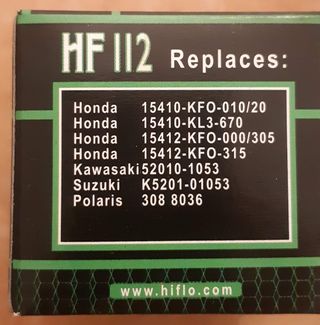 HF112 Replaces:
Honda 15410-KFO-010/20
Honda 15410-KL3-670
Honda 15412-KFO-000/305
Honda 15412-KFO-315
Kawasaki 52010-1053
Suzuki K5201-01053
Polaris 308 8036
www.hiflo.com